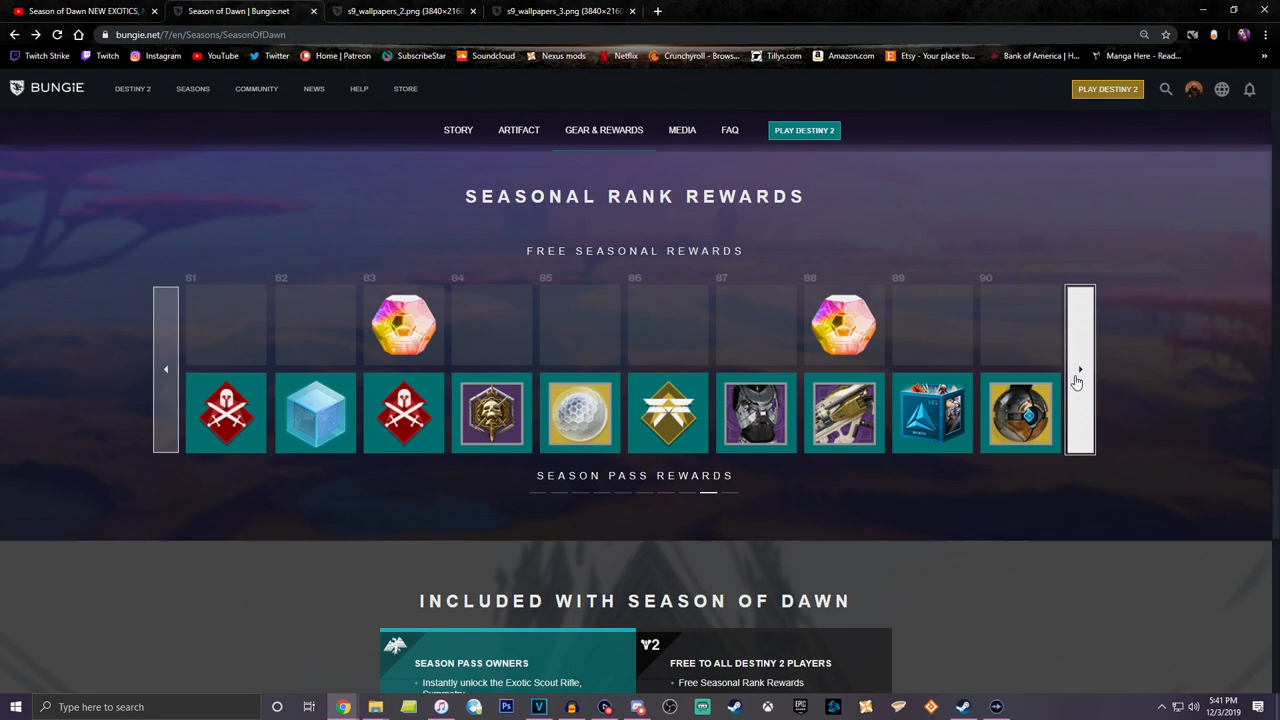 Season of Dawn NEW EXOTICS, M
Season of Dawn | Bungie.net
s9_wallpapers_2.png (3840×2160
s9_wallpapers_3.png (3840×2160
bungie.net/7/en/Seasons/SeasonOfDawn
Twitch Strike
Twitch
Instagram
YouTube
Twitter
Home | Patreon
SubscribeStar
Soundcloud
Nexus mods
Netflix
Crunchyroll - Brows...
Tillys.com
Amazon.com
Etsy - Your place to...
Bank of America | H...
Manga Here - Read...
»
BUNGiE
DESTINY 2
SEASONS
COMMUNITY
NEWS
HELP
STORE
PLAY DESTINY 2
STORY
ARTIFACT
GEAR & REWARDS
MEDIA
FAQ
PLAY DESTINY 2
SEASONAL RANK REWARDS
FREE SEASONAL REWARDS
81 82 83 84 85 86 87 88 89 90
SEASON PASS REWARDS
INCLUDED WITH SEASON OF DAWN
SEASON PASS OWNERS
• Instantly unlock the Exotic Scout Rifle,
Symmetry
2
FREE TO ALL DESTINY 2 PLAYERS
• Free Seasonal Rank Rewards
Type here to search
5:41 PM
12/3/2019